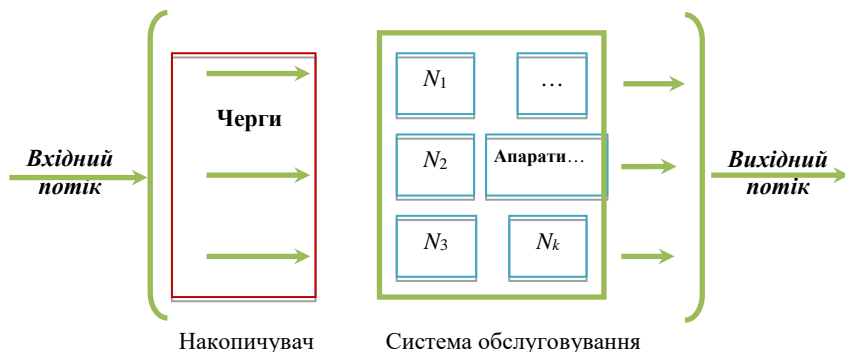 Вхідний
потік
Черги
N1
…
N2
Апарати…
N3
Nk
Вихідний
потік
Накопичувач
Система обслуговування